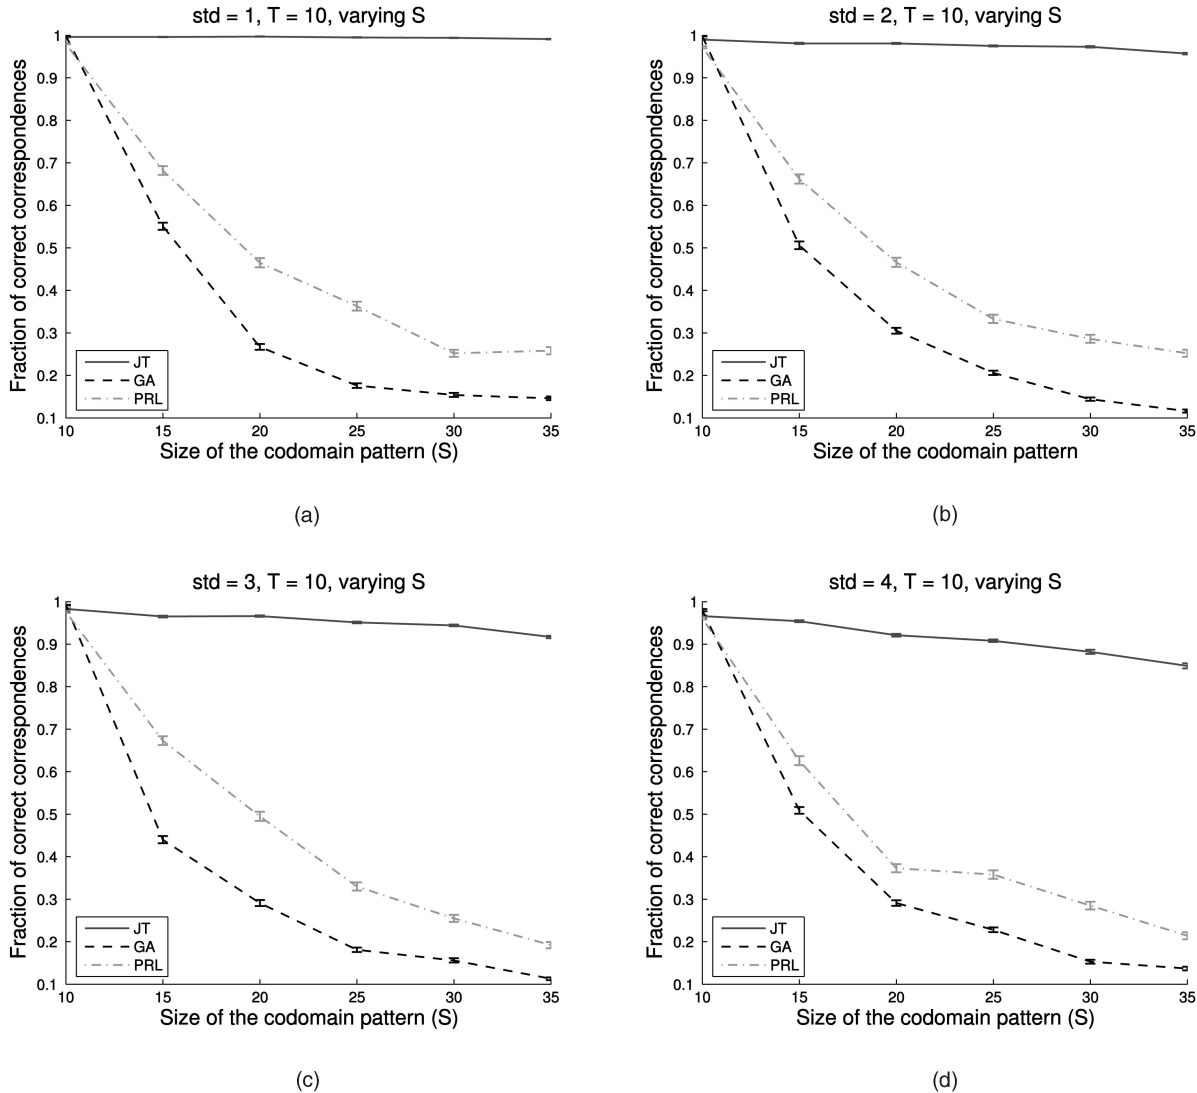 std = 1, T = 10, varying S
Fraction of correct correspondences
1
0.9
0.8
0.7
0.6
0.5
0.4
0.3
0.2
0.1
JT
GA
PRL
10 15 20 25 30 35
Size of the codomain pattern (S)
(a)
std = 2, T = 10, varying S
Fraction of correct correspondences
1
0.9
0.8
0.7
0.6
0.5
0.4
0.3
0.2
0.1
JT
GA
PRL
10 15 20 25 30 35
Size of the codomain pattern
(b)
std = 3, T = 10, varying S
Fraction of correct correspondences
1
0.9
0.8
0.7
0.6
0.5
0.4
0.3
0.2
0.1
JT
GA
PRL
10 15 20 25 30 35
Size of the codomain pattern (S)
(c)
std = 4, T = 10, varying S
Fraction of correct correspondences
1
0.9
0.8
0.7
0.6
0.5
0.4
0.3
0.2
0.1
JT
GA
PRL
10 15 20 25 30 35
Size of the codomain pattern (S)
(d)